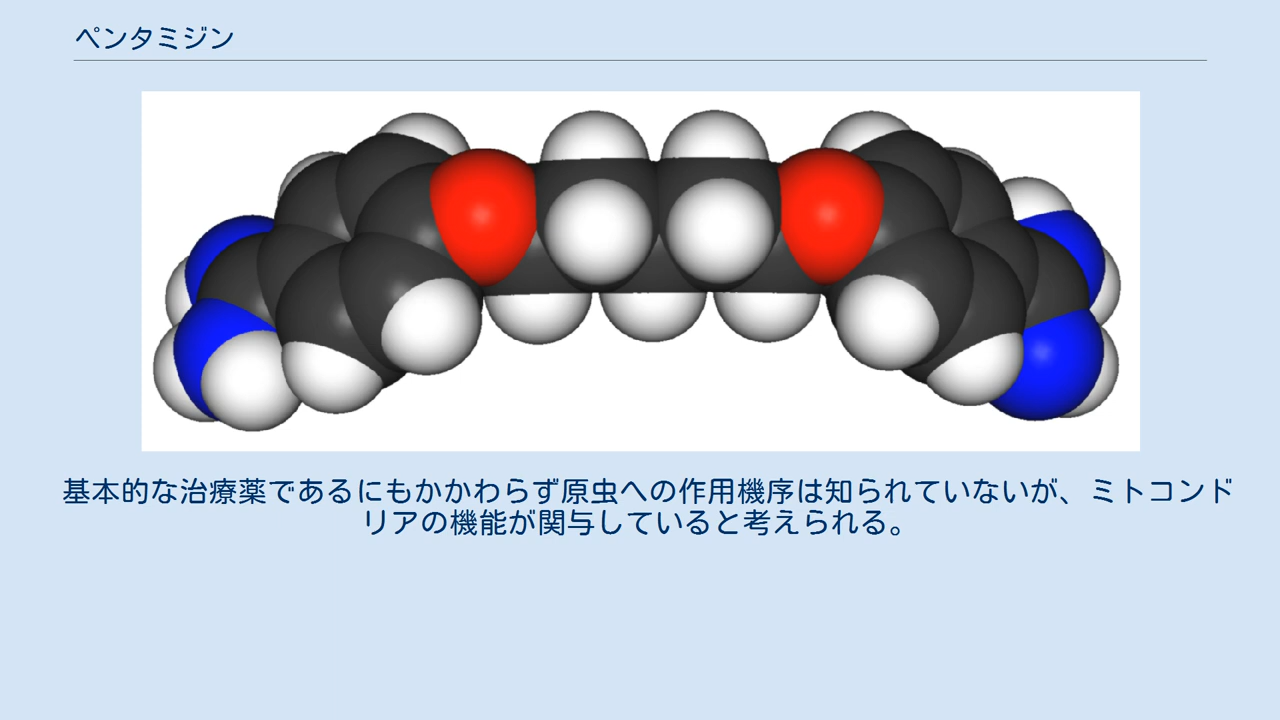 ペンタミジン
基本的な治療薬であるにもかかわらず原虫への作用機序は知られていないが、ミトコンド
リアの機能が関与していると考えられる。